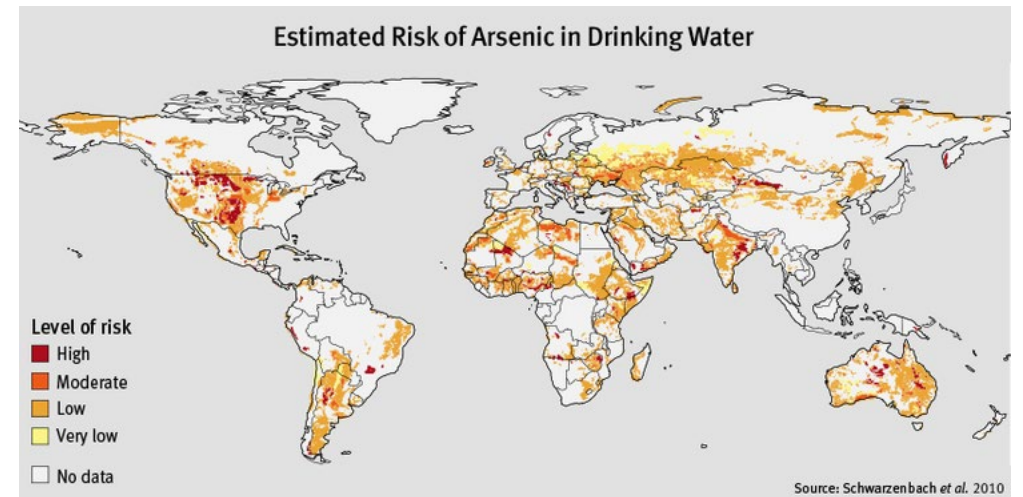 Estimated Risk of Arsenic in Drinking Water
Level of risk
High
Moderate
Low
Very low
No data
Source: Schwarzenbach et al. 2010